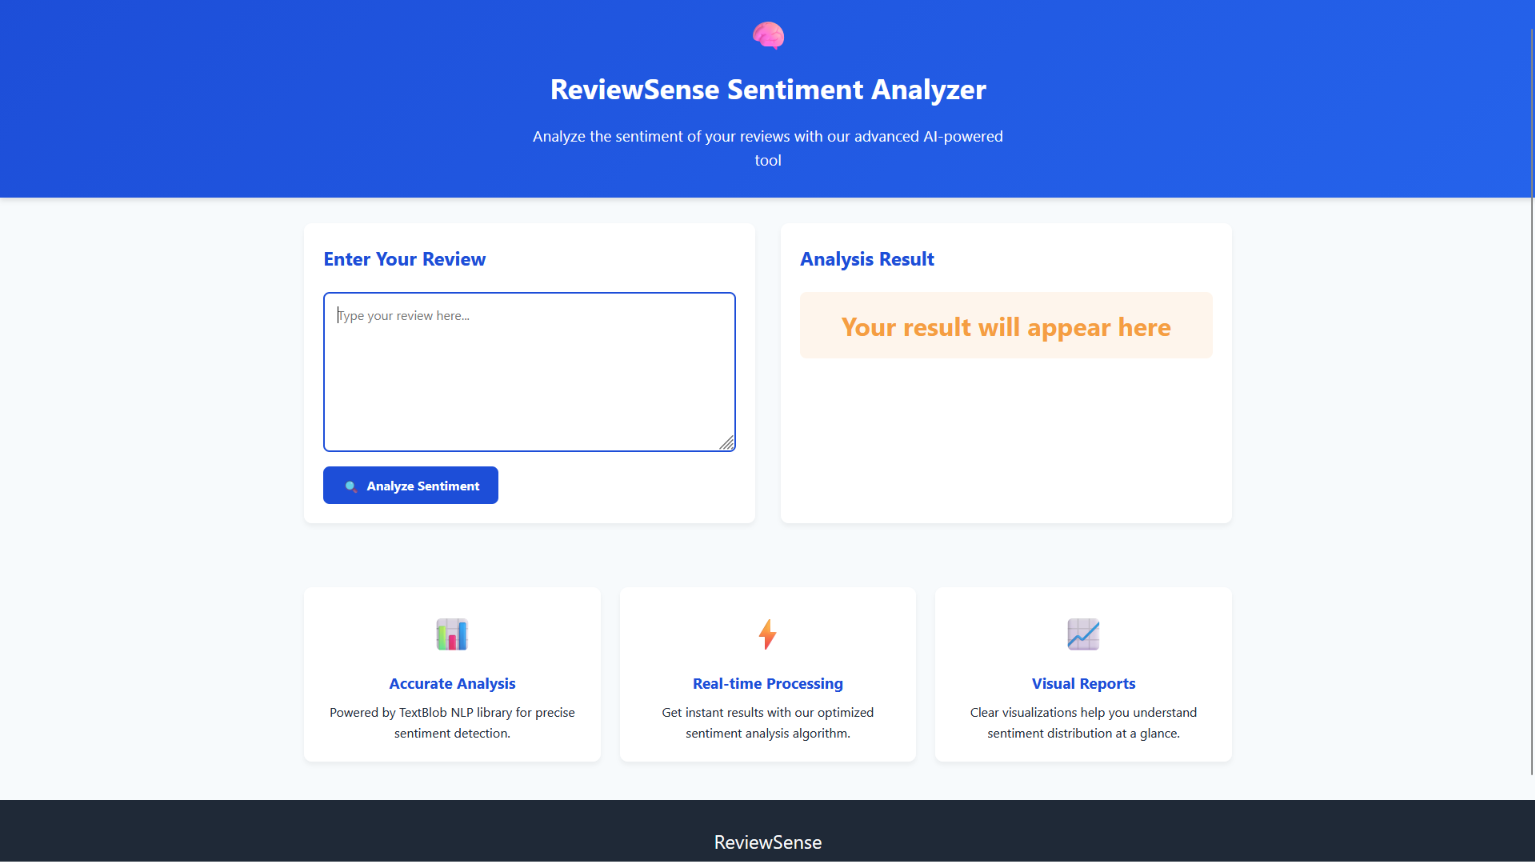 ReviewSense Sentiment Analyzer
Analyze the sentiment of your reviews with our advanced AI-powered
tool
Enter Your Review
Type your review here...
Analyze Sentiment
Analysis Result
Your result will appear here
Accurate Analysis
Powered by TextBlob NLP library for precise
sentiment detection.
Real-time Processing
Get instant results with our optimized
sentiment analysis algorithm.
Visual Reports
Clear visualizations help you understand
sentiment distribution at a glance.
ReviewSense